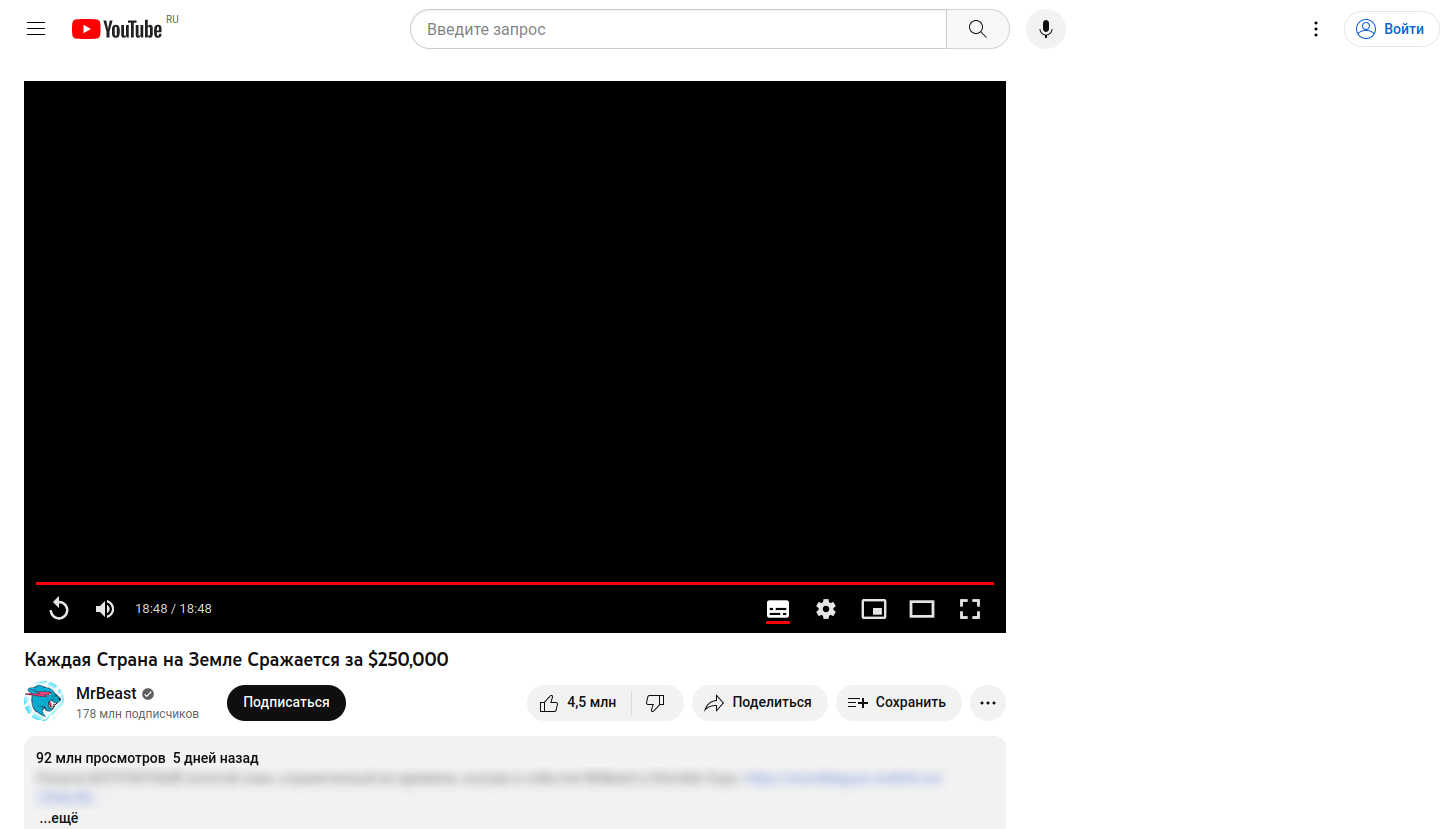 YouTube RU
Введите запрос
Войти
18:48 / 18:48
Каждая Страна на Земле Сражается за $250,000
MrBeast
178 млн подписчиков
Подписаться
4,5 млн
Поделиться
Сохранить
92 млн просмотров 5 дней назад
...ещё